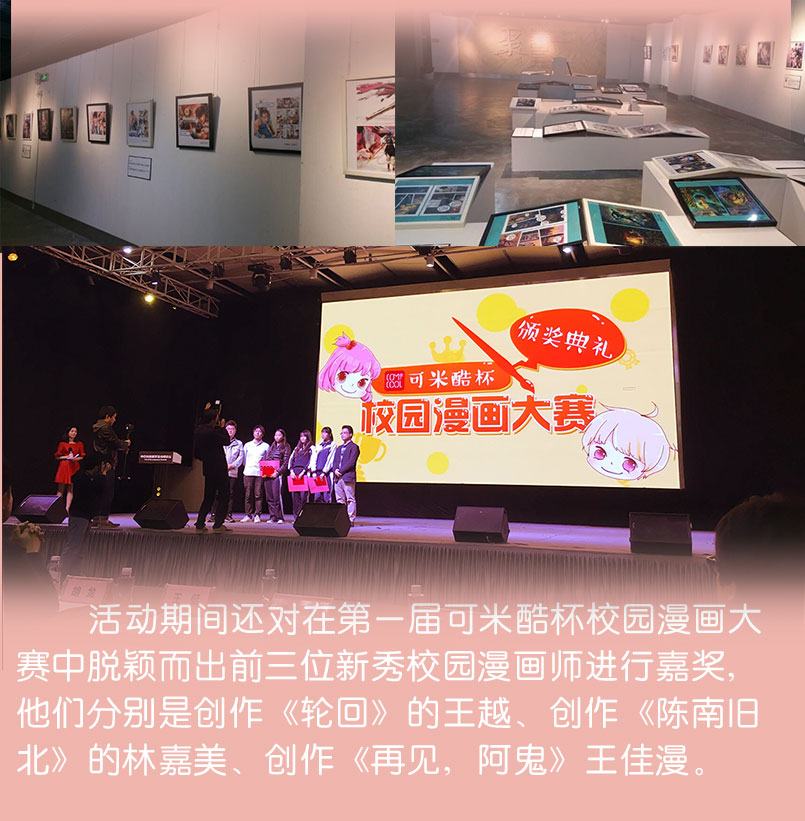 颁奖典礼
COMI COOL
可米酷杯
校园漫画大赛
活动期间还对在第一届可米酷杯校园漫画大
赛中脱颖而出前三位新秀校园漫画师进行嘉奖，
他们分别是创作《轮回》的王越、创作《陈南旧
北》的林嘉美、创作《再见，阿鬼》王佳漫。